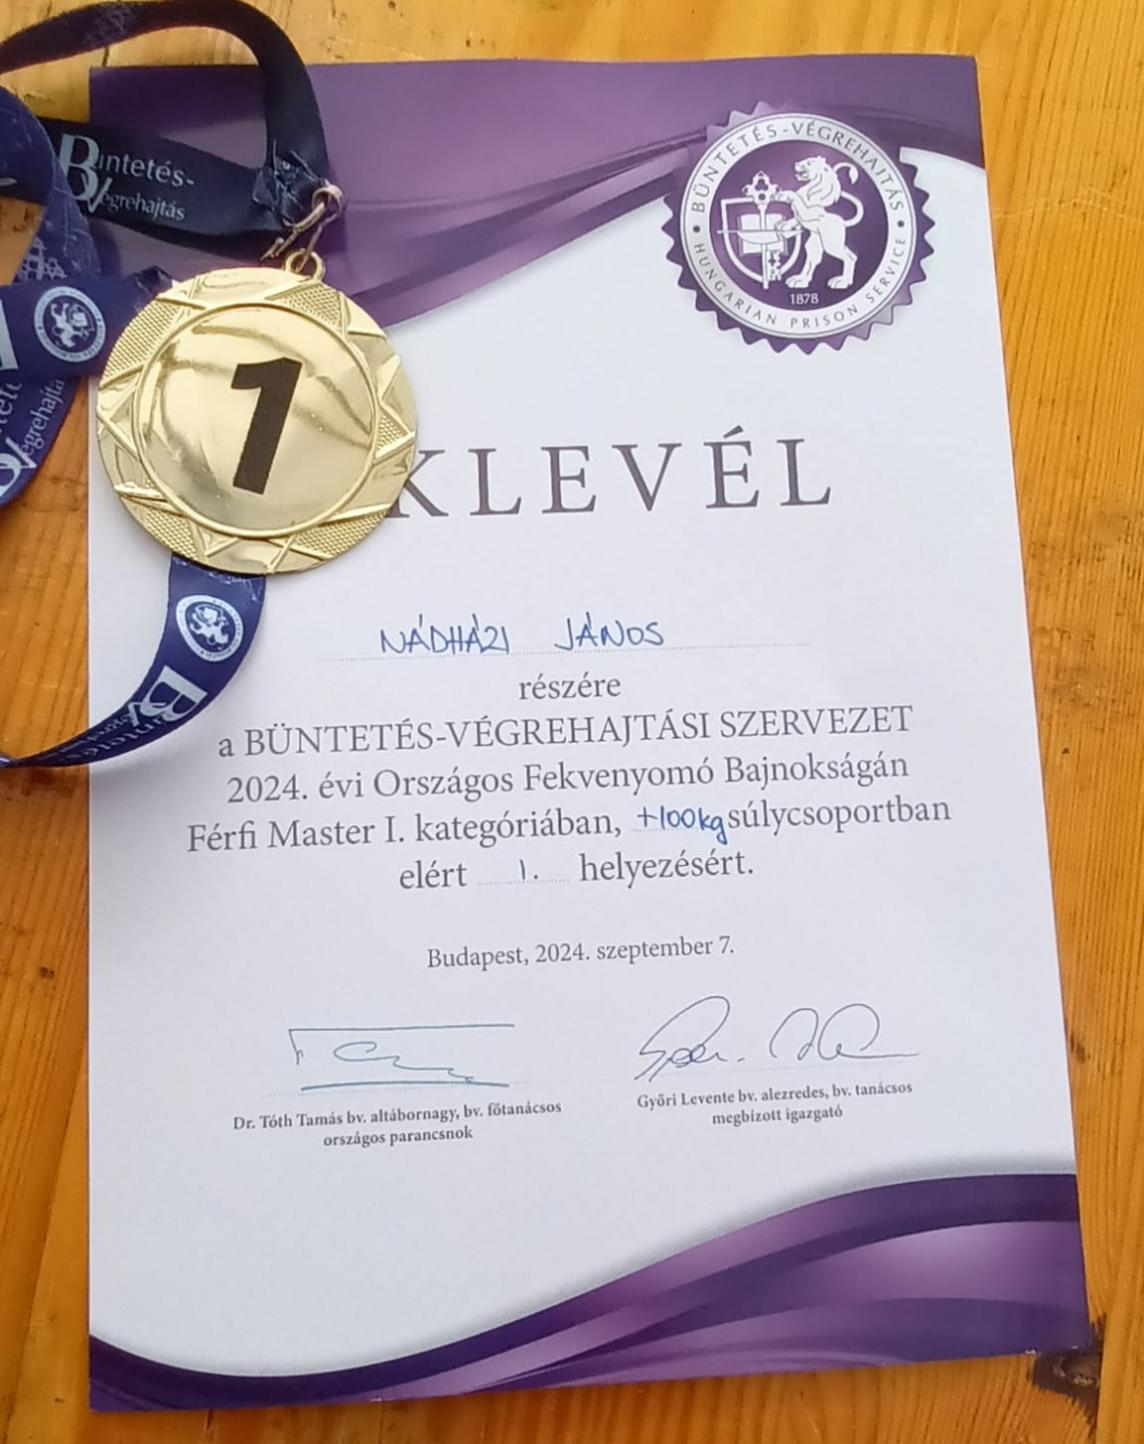 Büntetés-
Végrehajtás
BÜNTETÉS-VÉGREHAJTÁS
HUNGARIAN PRISON SERVICE
1878
1
KLEVÉL
NÁDHÁZI JÁNOS
részére
a BÜNTETÉS-VÉGREHAJTÁSI SZERVEZET
2024. évi Országos Fekvenyomó Bajnokságán
Férfi Master I. kategóriában, +100kg súlycsoportban
elért 1. helyezésért.
Budapest, 2024. szeptember 7.
Dr. Tóth Tamás bv. altábornagy, bv. főtanácsos
országos parancsnok
Győri Levente bv. alezredes, bv. tanácsos
megbízott igazgató